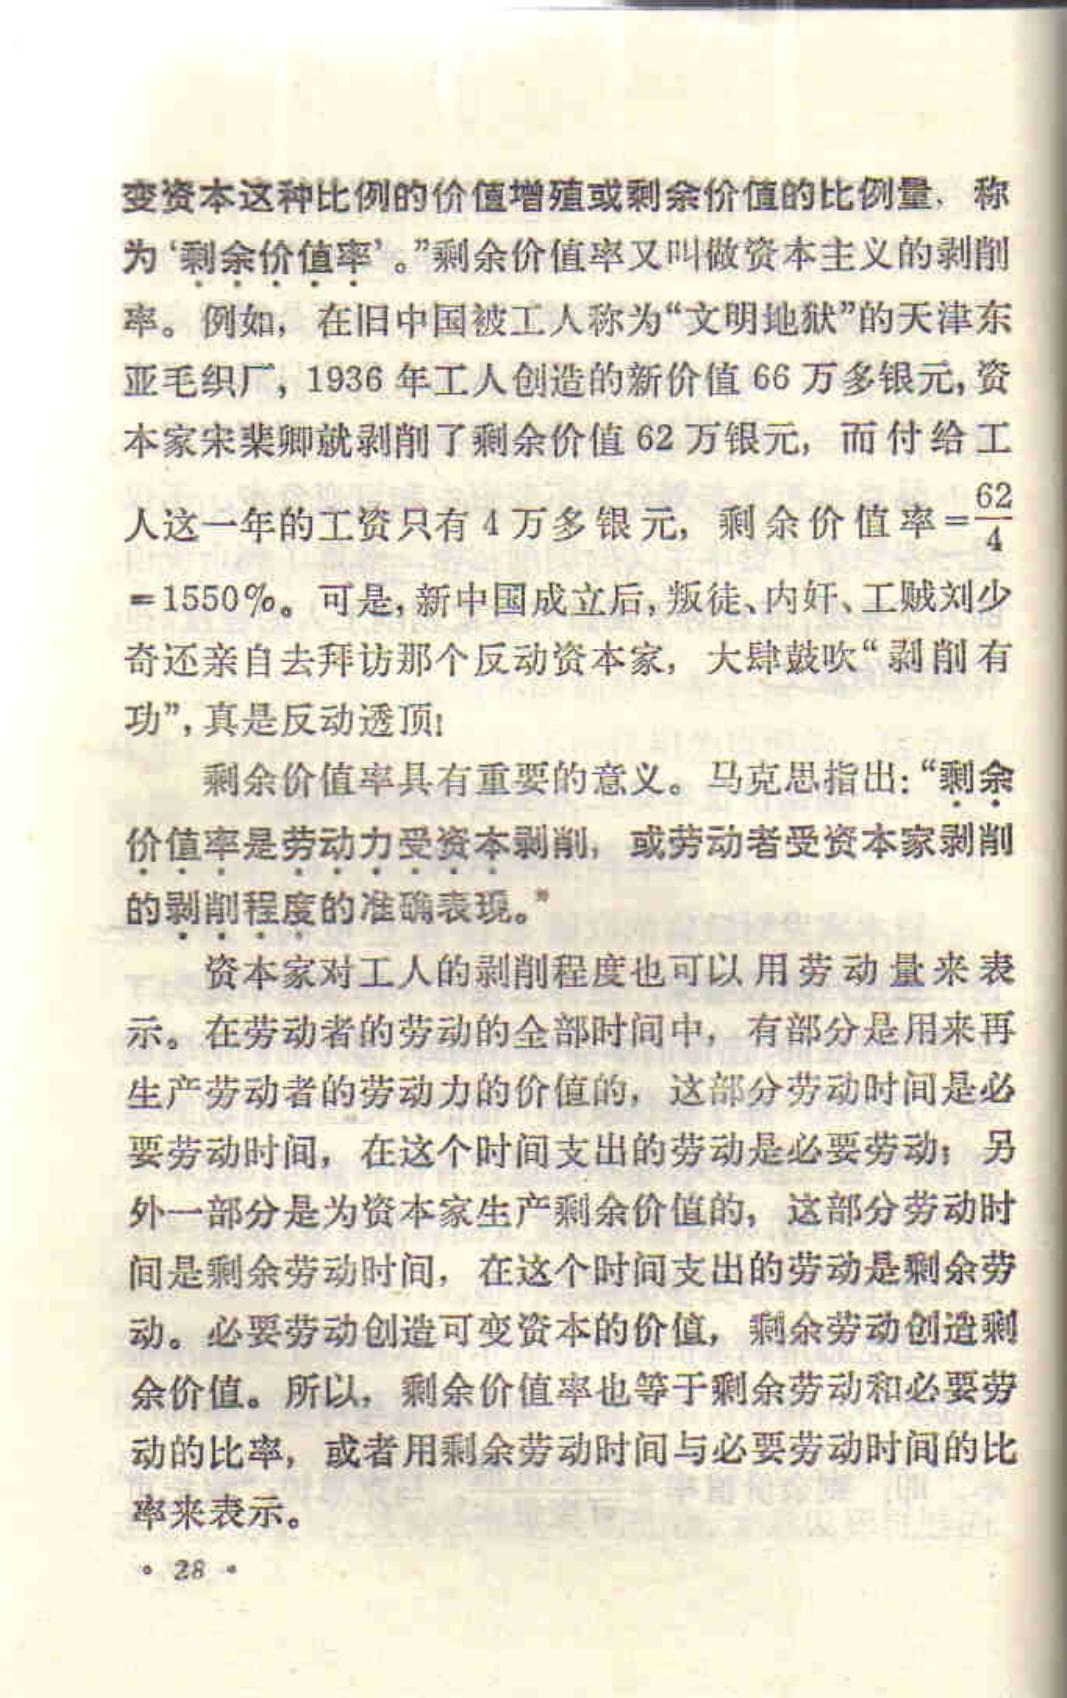 变资本这种比例的价值增殖或剩余价值的比例量，称
为‘剩余价值率’。”剩余价值率又叫做资本主义的剥削
率。例如，在旧中国被工人称为“文明地狱”的天津东
亚毛织厂，1936年工人创造的新价值66万多银元，资
本家宋棐卿就剥削了剩余价值62万银元，而付给工
人这一年的工资只有4万多银元，剩余价值率=62/4
=1550%。可是，新中国成立后，叛徒、内奸、工贼刘少
奇还亲自去拜访那个反动资本家，大肆鼓吹“剥削有
功”，真是反动透顶！
剩余价值率具有重要的意义。马克思指出：“剩余
价值率是劳动力受资本剥削，或劳动者受资本家剥削
的剥削程度的准确表现。”
资本家对工人的剥削程度也可以用劳动量来表
示。在劳动者的劳动的全部时间中，有部分是用来再
生产劳动者的劳动力的价值的，这部分劳动时间是必
要劳动时间，在这个时间支出的劳动是必要劳动；另
外一部分是为资本家生产剩余价值的，这部分劳动时
间是剩余劳动时间，在这个时间支出的劳动是剩余劳
动。必要劳动创造可变资本的价值，剩余劳动创造剩
余价值。所以，剩余价值率也等于剩余劳动和必要劳
动的比率，或者用剩余劳动时间与必要劳动时间的比
率来表示。
·28·